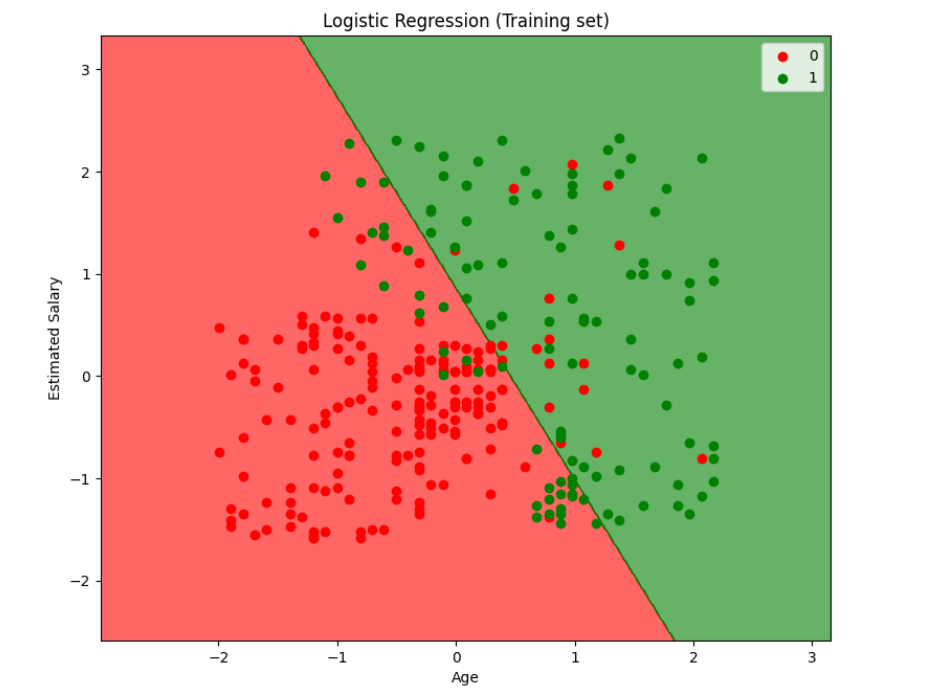 Logistic Regression (Training set)
0
1
3
2
1
0
−1
−2
Estimated Salary
−2 −1 0 1 2 3
Age